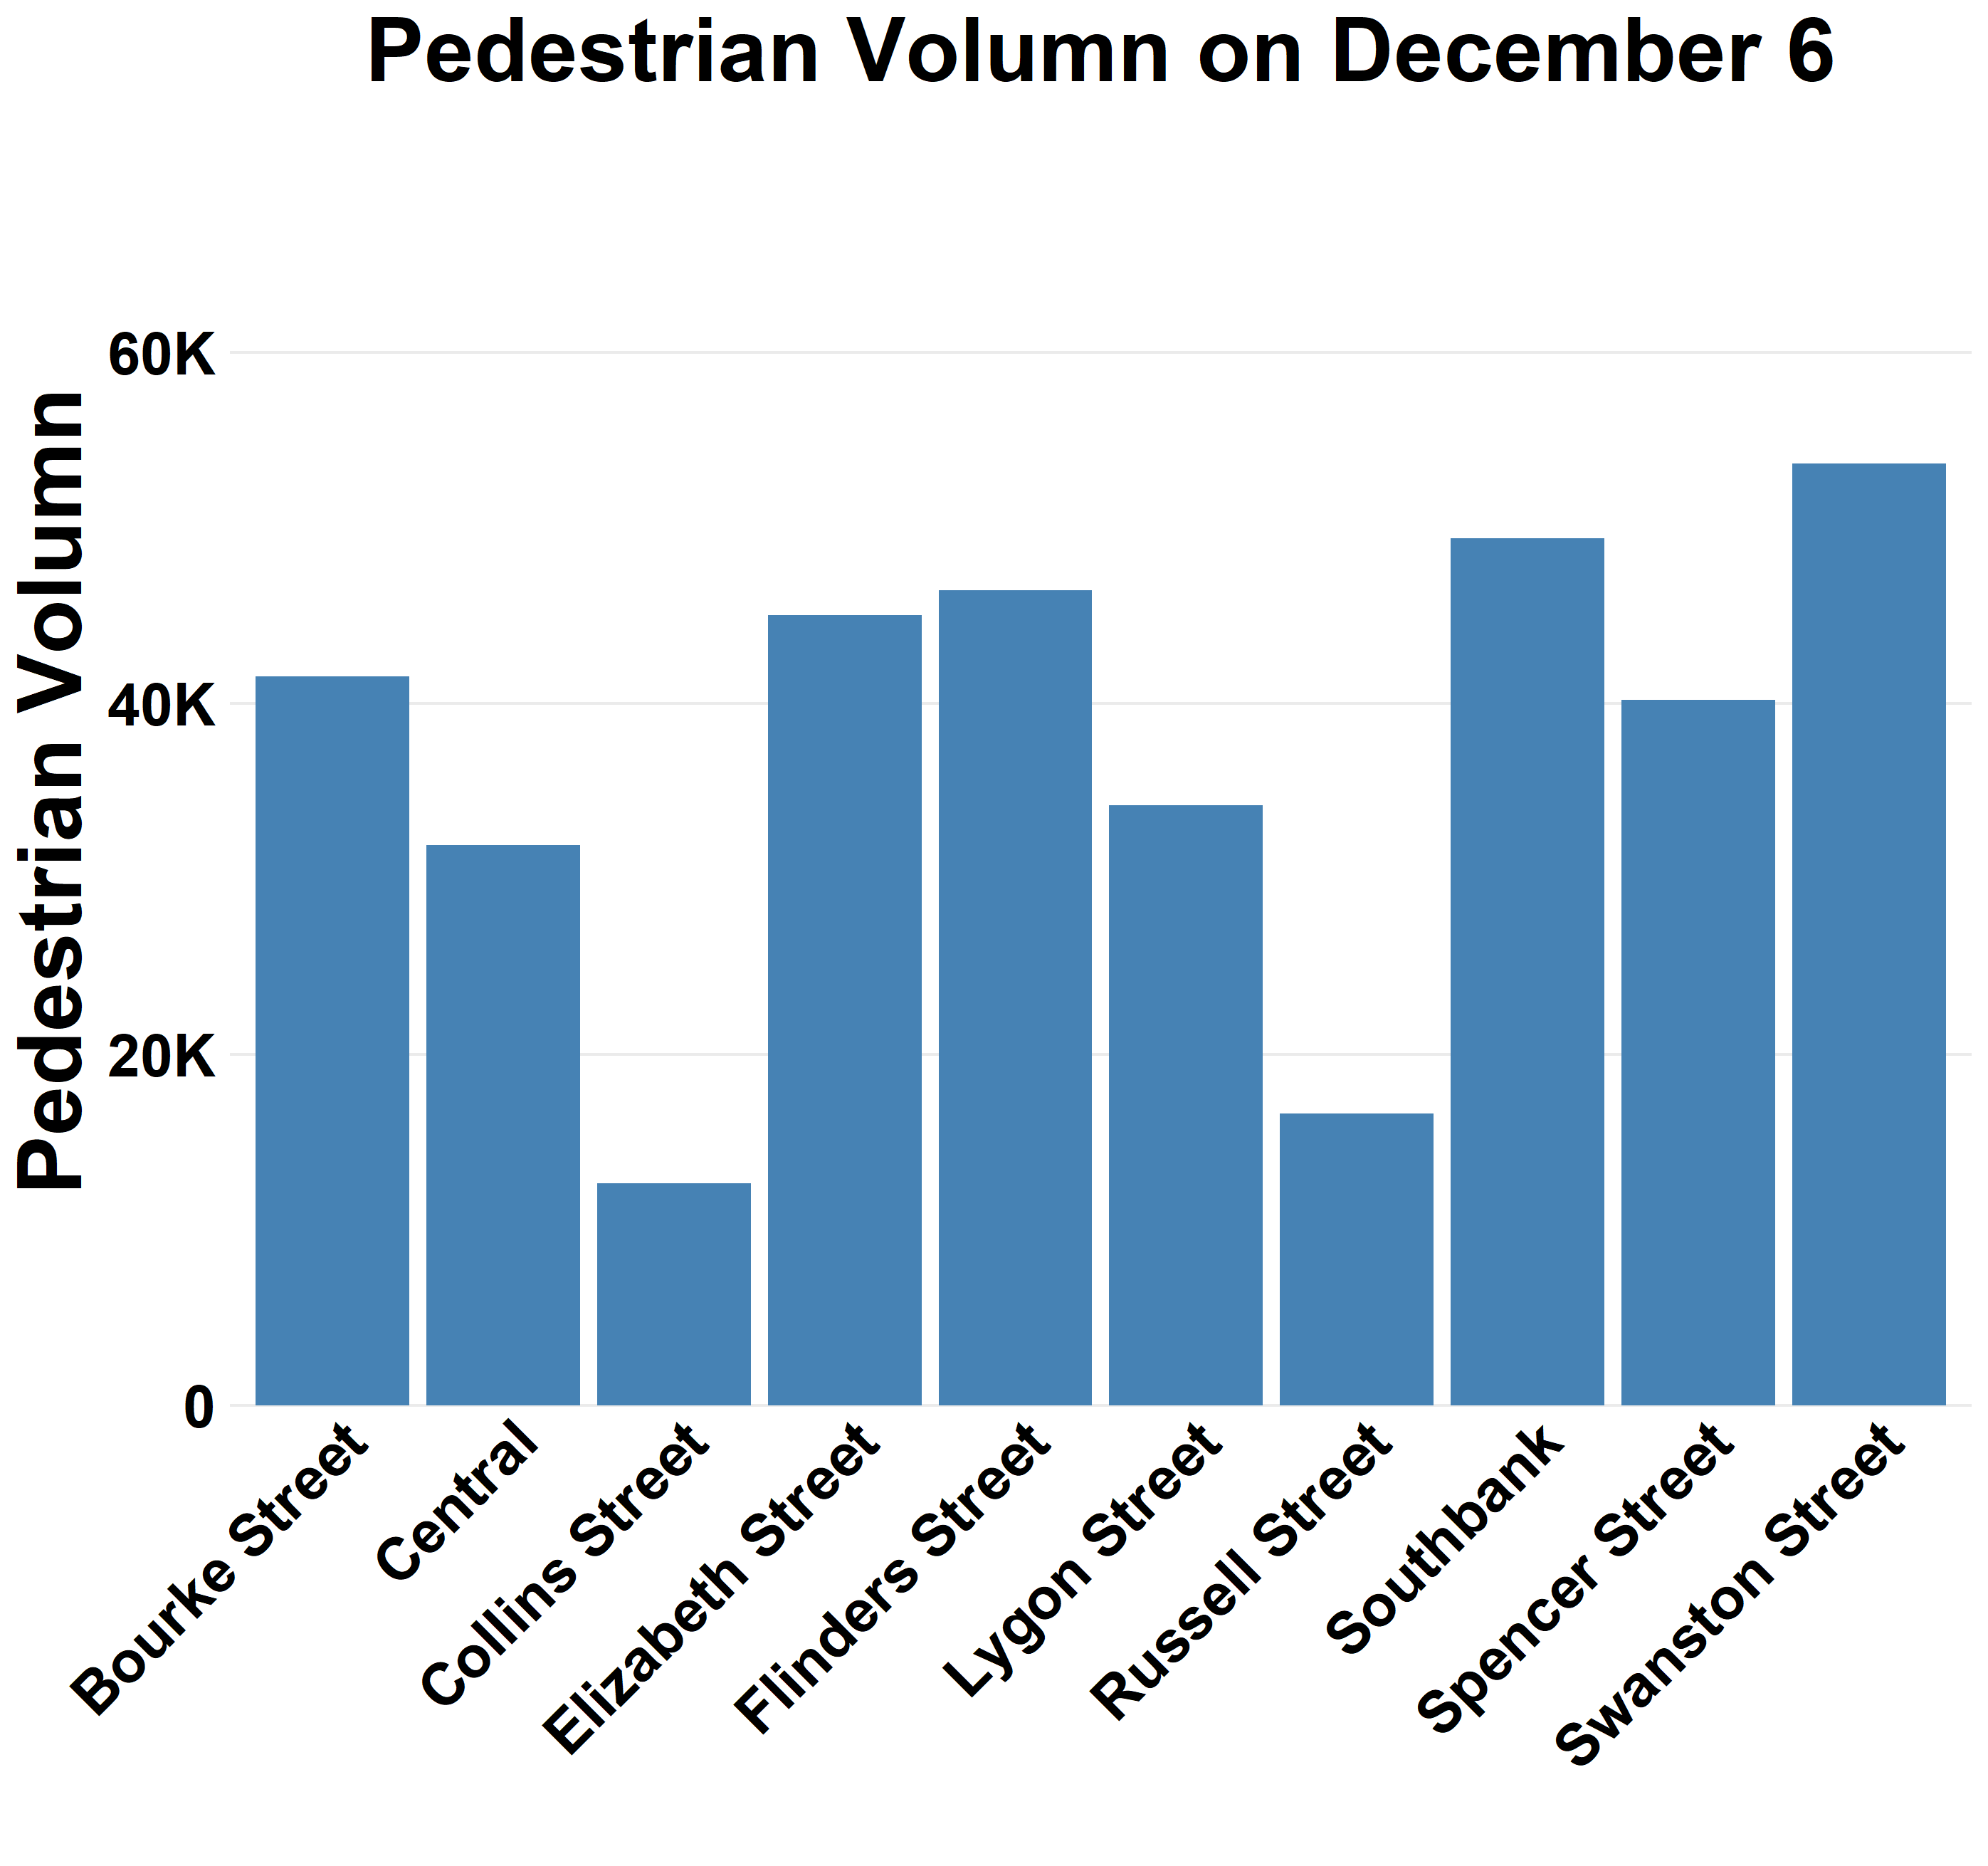 Pedestrian Volumn on December 6
Pedestrian Volumn
60K
40K
20K
0
Bourke Street
Central
Collins Street
Elizabeth Street
Flinders Street
Lygon Street
Russell Street
Southbank
Spencer Street
Swanston Street